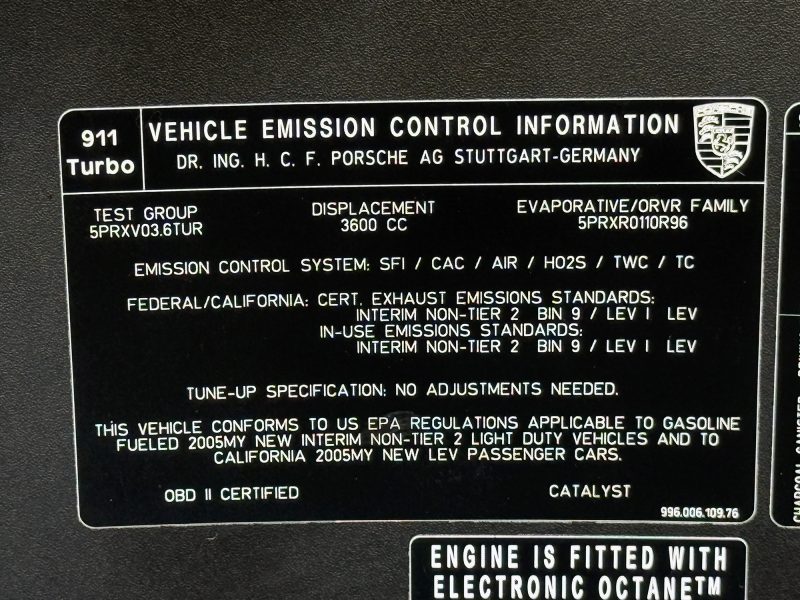 911
Turbo
VEHICLE EMISSION CONTROL INFORMATION
DR. ING. H. C. F. PORSCHE AG STUTTGART-GERMANY
TEST GROUP
5PRXV03.6TUR
DISPLACEMENT
3600 CC
EVAPORATIVE/ORVR FAMILY
5PRXR0110R96
EMISSION CONTROL SYSTEM: SFI / CAC / AIR / HO2S / TWC / TC
FEDERAL/CALIFORNIA: CERT. EXHAUST EMISSIONS STANDARDS:
INTERIM NON-TIER 2 BIN 9 / LEV I LEV
IN-USE EMISSIONS STANDARDS:
INTERIM NON-TIER 2 BIN 9 / LEV I LEV
TUNE-UP SPECIFICATION: NO ADJUSTMENTS NEEDED.
THIS VEHICLE CONFORMS TO US EPA REGULATIONS APPLICABLE TO GASOLINE
FUELED 2005MY NEW INTERIM NON-TIER 2 LIGHT DUTY VEHICLES AND TO
CALIFORNIA 2005MY NEW LEV PASSENGER CARS.
OBD II CERTIFIED
CATALYST
996.006.109.76
ENGINE IS FITTED WITH
ELECTRONIC OCTANE™
CHARCOAL CANISTER